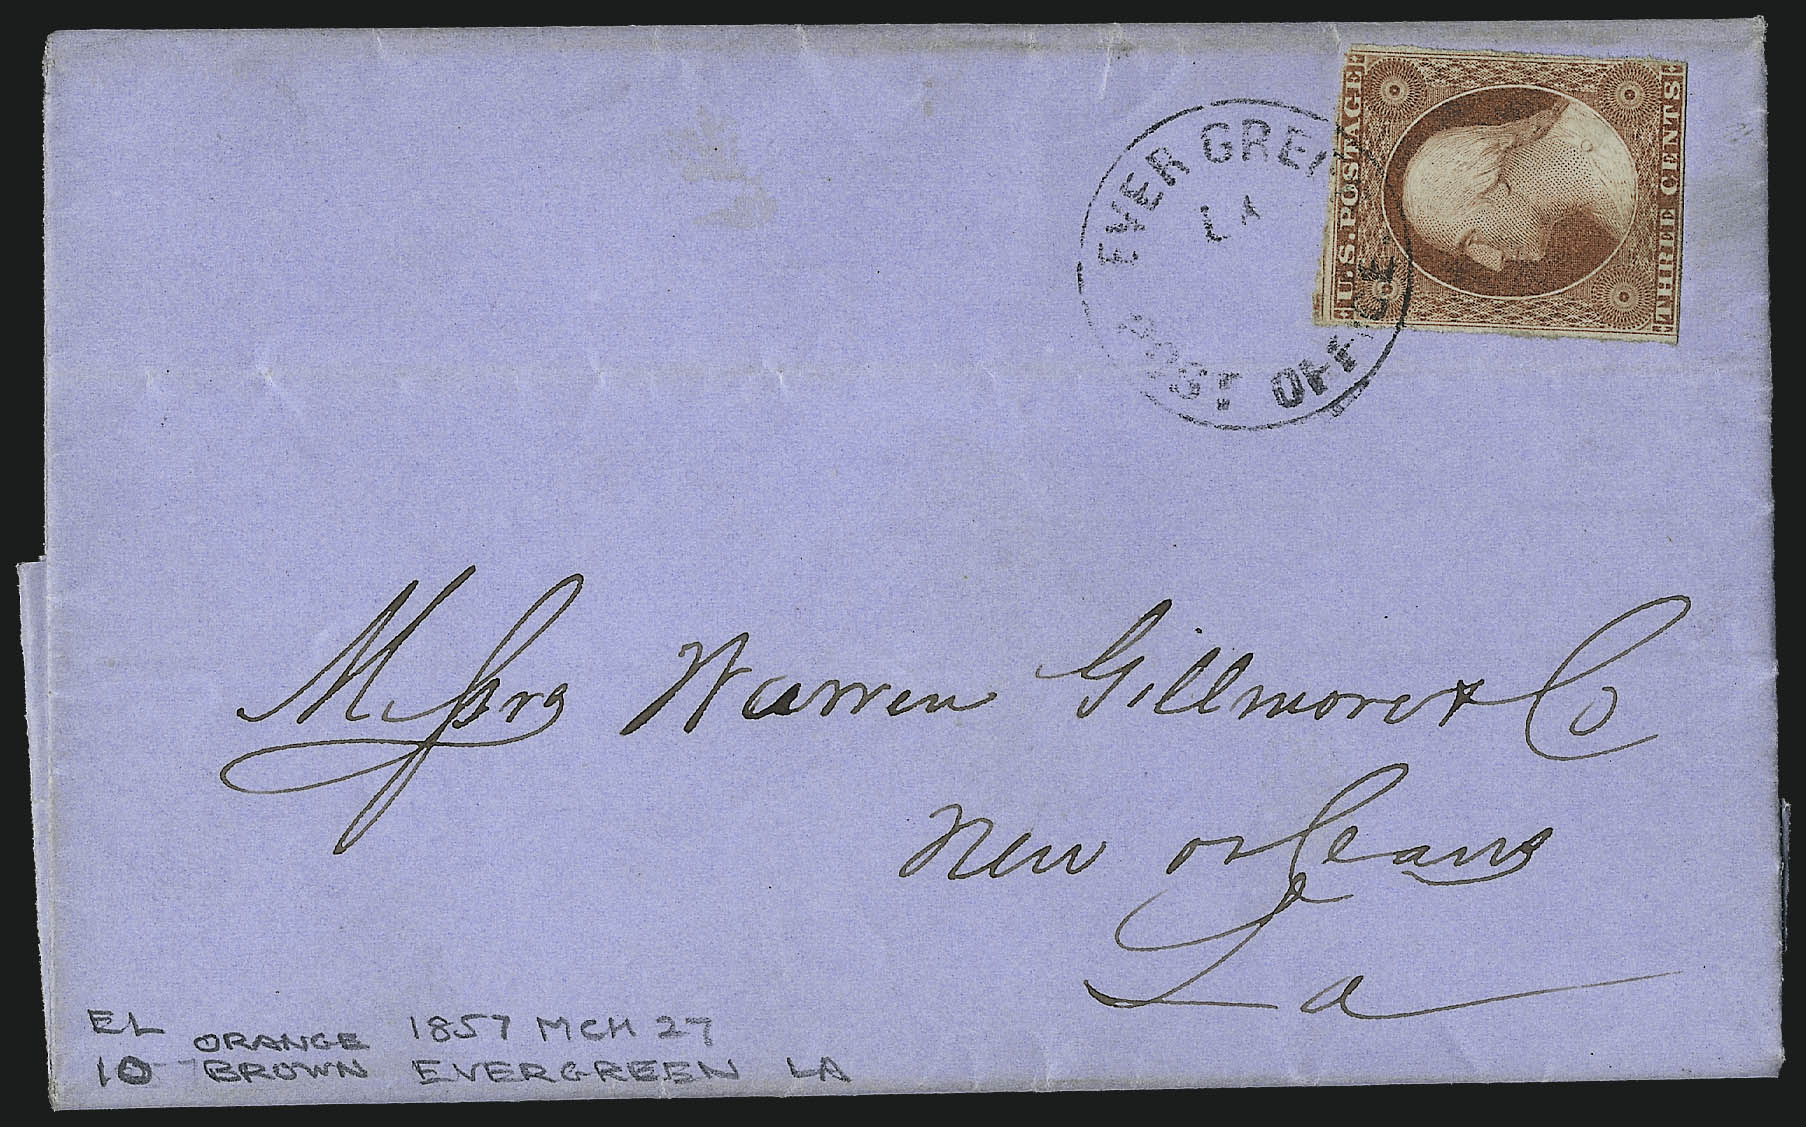 U.S. POSTAGE
THREE CENTS
EVER GREE
LA
POST OFFICE.
Messrs Warren Gillmore & Co
New Orleans
La
EL ORANGE 1857 MCH 27
10 BROWN EVERGREEN LA